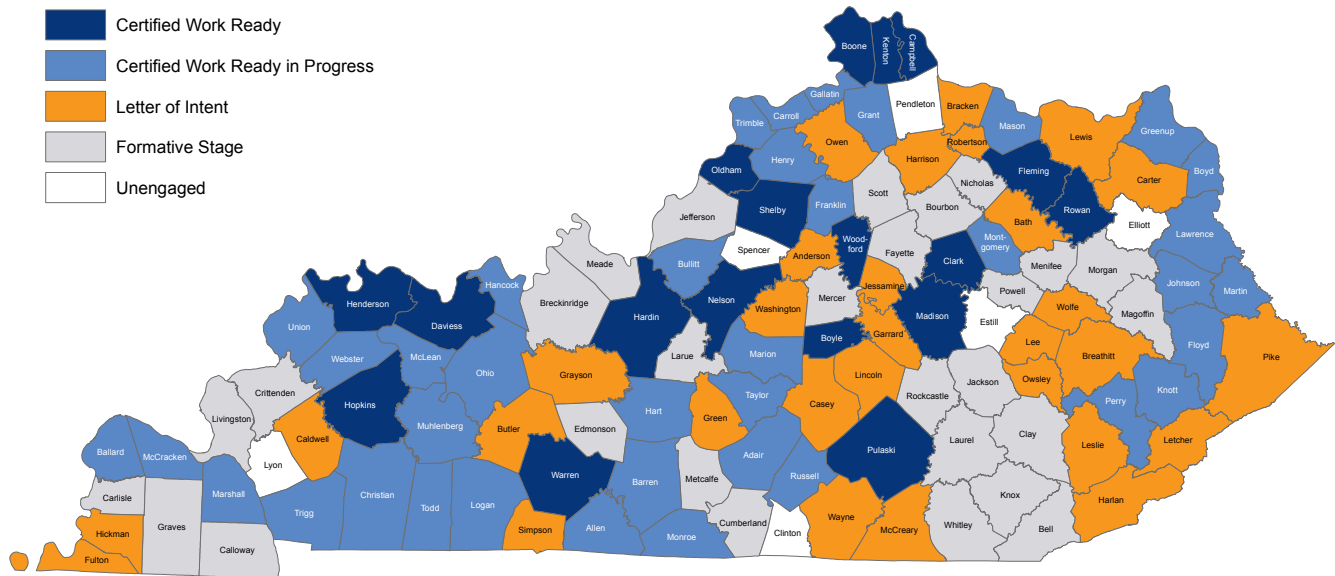 Certified Work Ready
Certified Work Ready in Progress
Letter of Intent
Formative Stage
Unengaged
Boone
Kenton
Campbell
Gallatin
Pendleton
Bracken
Trimble
Carroll
Grant
Mason
Lewis
Greenup
Owen
Robertson
Henry
Harrison
Oldham
Fleming
Boyd
Carter
Nicholas
Scott
Shelby
Franklin
Bourbon
Rowan
Jefferson
Bath
Elliott
Wood-
ford
Mont-
gomery
Lawrence
Spencer
Anderson
Fayette
Clark
Meade
Bullitt
Menifee
Morgan
Hancock
Jessamine
Powell
Johnson
Martin
Breckinridge
Nelson
Mercer
Henderson
Washington
Magoffin
Wolfe
Hardin
Madison
Estill
Daviess
Union
Garrard
Boyle
Lee
Floyd
Breathitt
Pike
Webster
McLean
Larue
Marion
Ohio
Grayson
Lincoln
Owsley
Jackson
Knott
Crittenden
Rockcastle
Taylor
Perry
Hopkins
Casey
Hart
Green
Livingston
Muhlenberg
Butler
Edmonson
Clay
Caldwell
Laurel
Letcher
Leslie
Pulaski
Ballard
McCracken
Adair
Lyon
Warren
Russell
Metcalfe
Barren
Knox
Carlisle
Christian
Marshall
Harlan
Todd
Logan
Trigg
Wayne
Cumberland
Whitley
Graves
Allen
Bell
Simpson
McCreary
Hickman
Monroe
Clinton
Calloway
Fulton